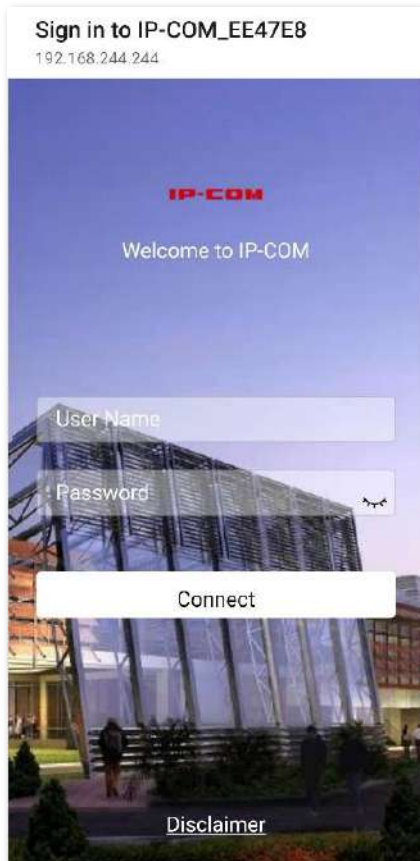 Sign in to IP-COM_EE47E8
192.168.244.244
IP-COM
Welcome to IP-COM
User Name
Password
Connect
Disclaimer